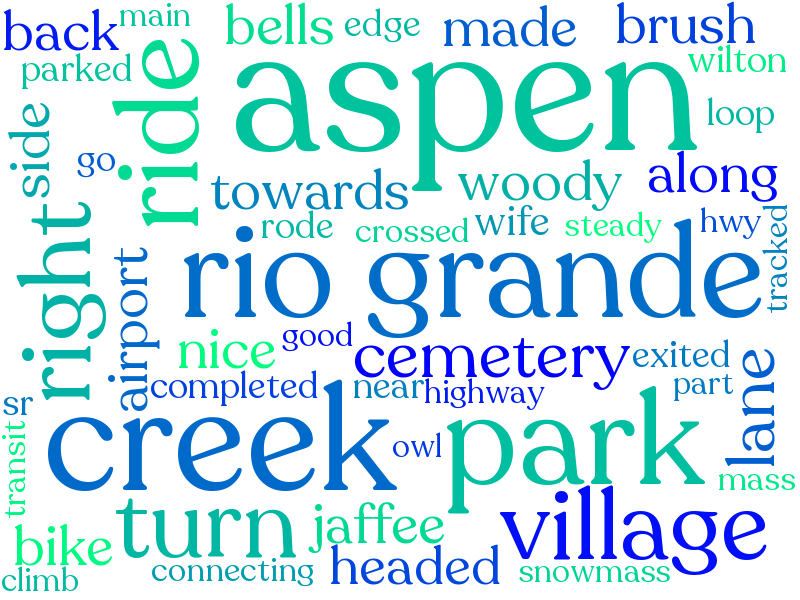 back main bells edge made brush
parked ride aspen wilton
side go loop
towards woody along
right rode crossed wife steady hwy tracked
rio grande
airport nice good cemetery exited
sr completed near highway part lane
creek owl park
transit mass
turn jaffee village
bike headed
climb connecting snowmass